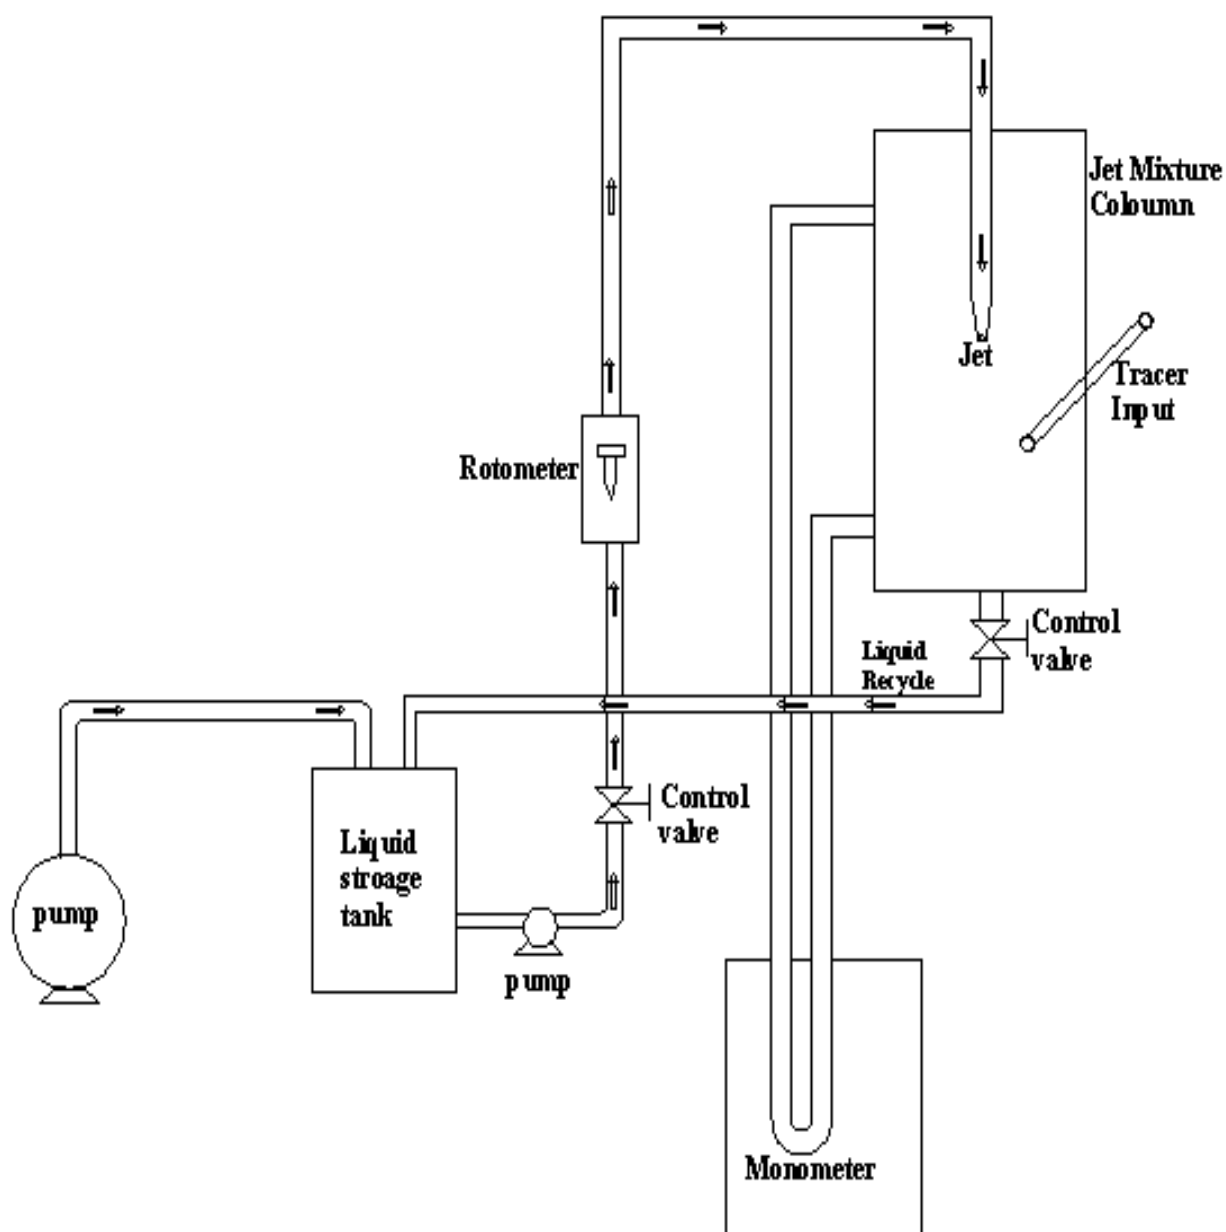 Jet Mixture
Coloumn
Jet
Tracer
Input
Rotometer
Control
valve
Liquid
Recycle
Control
valve
Liquid
stroage
tank
pump
pump
Monometer